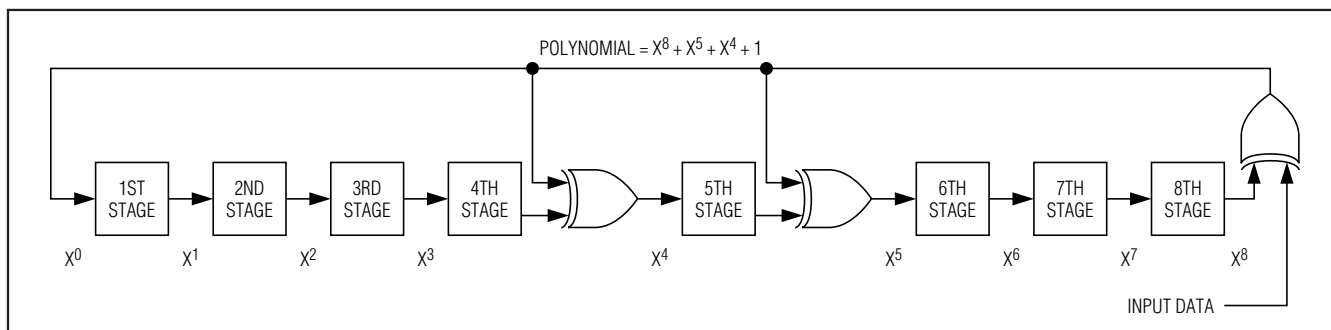 POLYNOMIAL = X⁸ + X⁵ + X⁴ + 1
1ST
STAGE
2ND
STAGE
3RD
STAGE
4TH
STAGE
5TH
STAGE
6TH
STAGE
7TH
STAGE
8TH
STAGE
X⁰ X¹ X² X³ X⁴ X⁵ X⁶ X⁷ X⁸
INPUT DATA